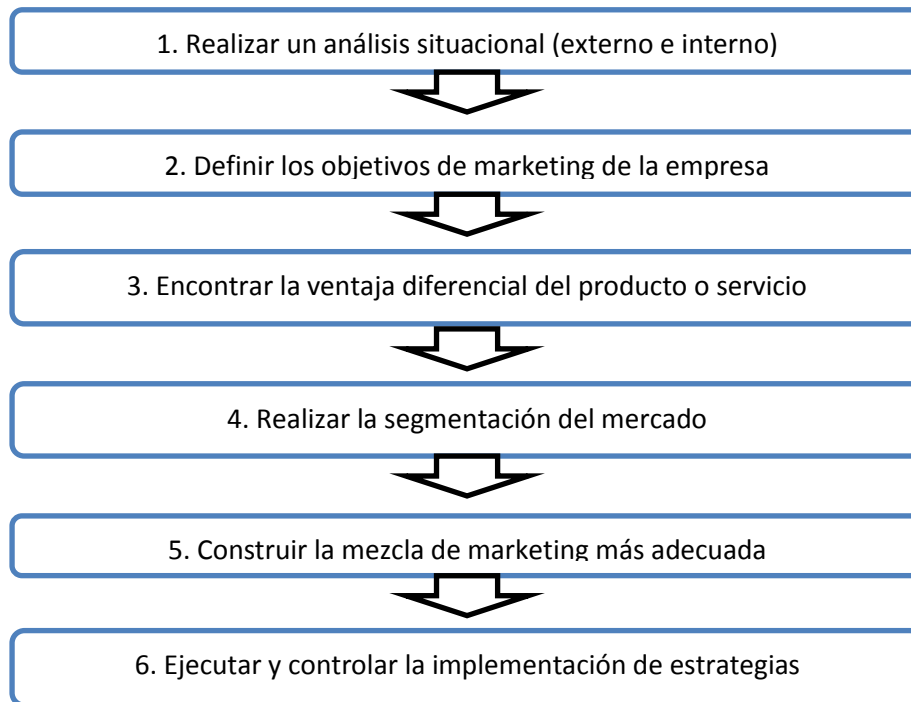 1. Realizar un análisis situacional (externo e interno)
2. Definir los objetivos de marketing de la empresa
3. Encontrar la ventaja diferencial del producto o servicio
4. Realizar la segmentación del mercado
5. Construir la mezcla de marketing más adecuada
6. Ejecutar y controlar la implementación de estrategias